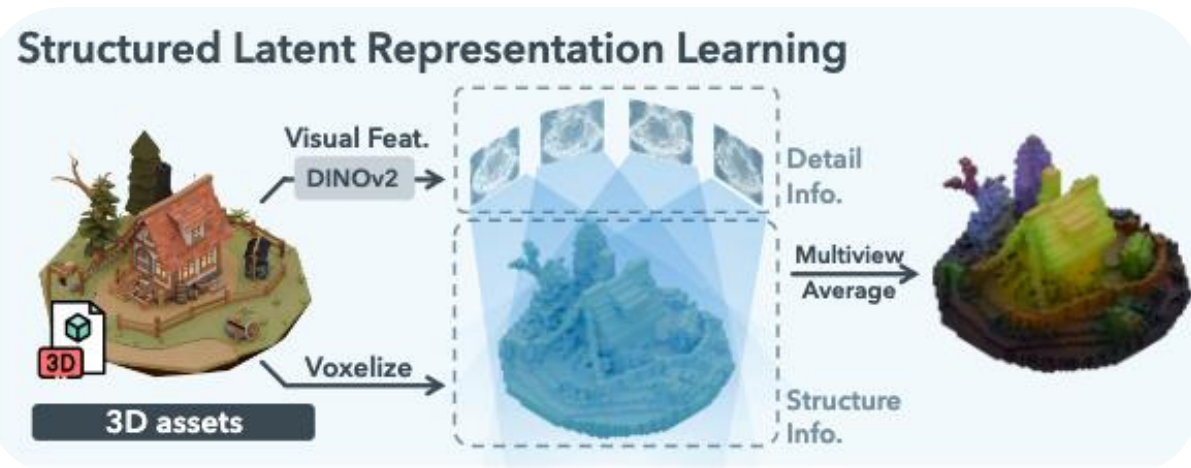 Structured Latent Representation Learning
Visual Feat.
DINOv2
Detail
Info.
Multiview
Average
3D
Voxelize
Structure
Info.
3D assets